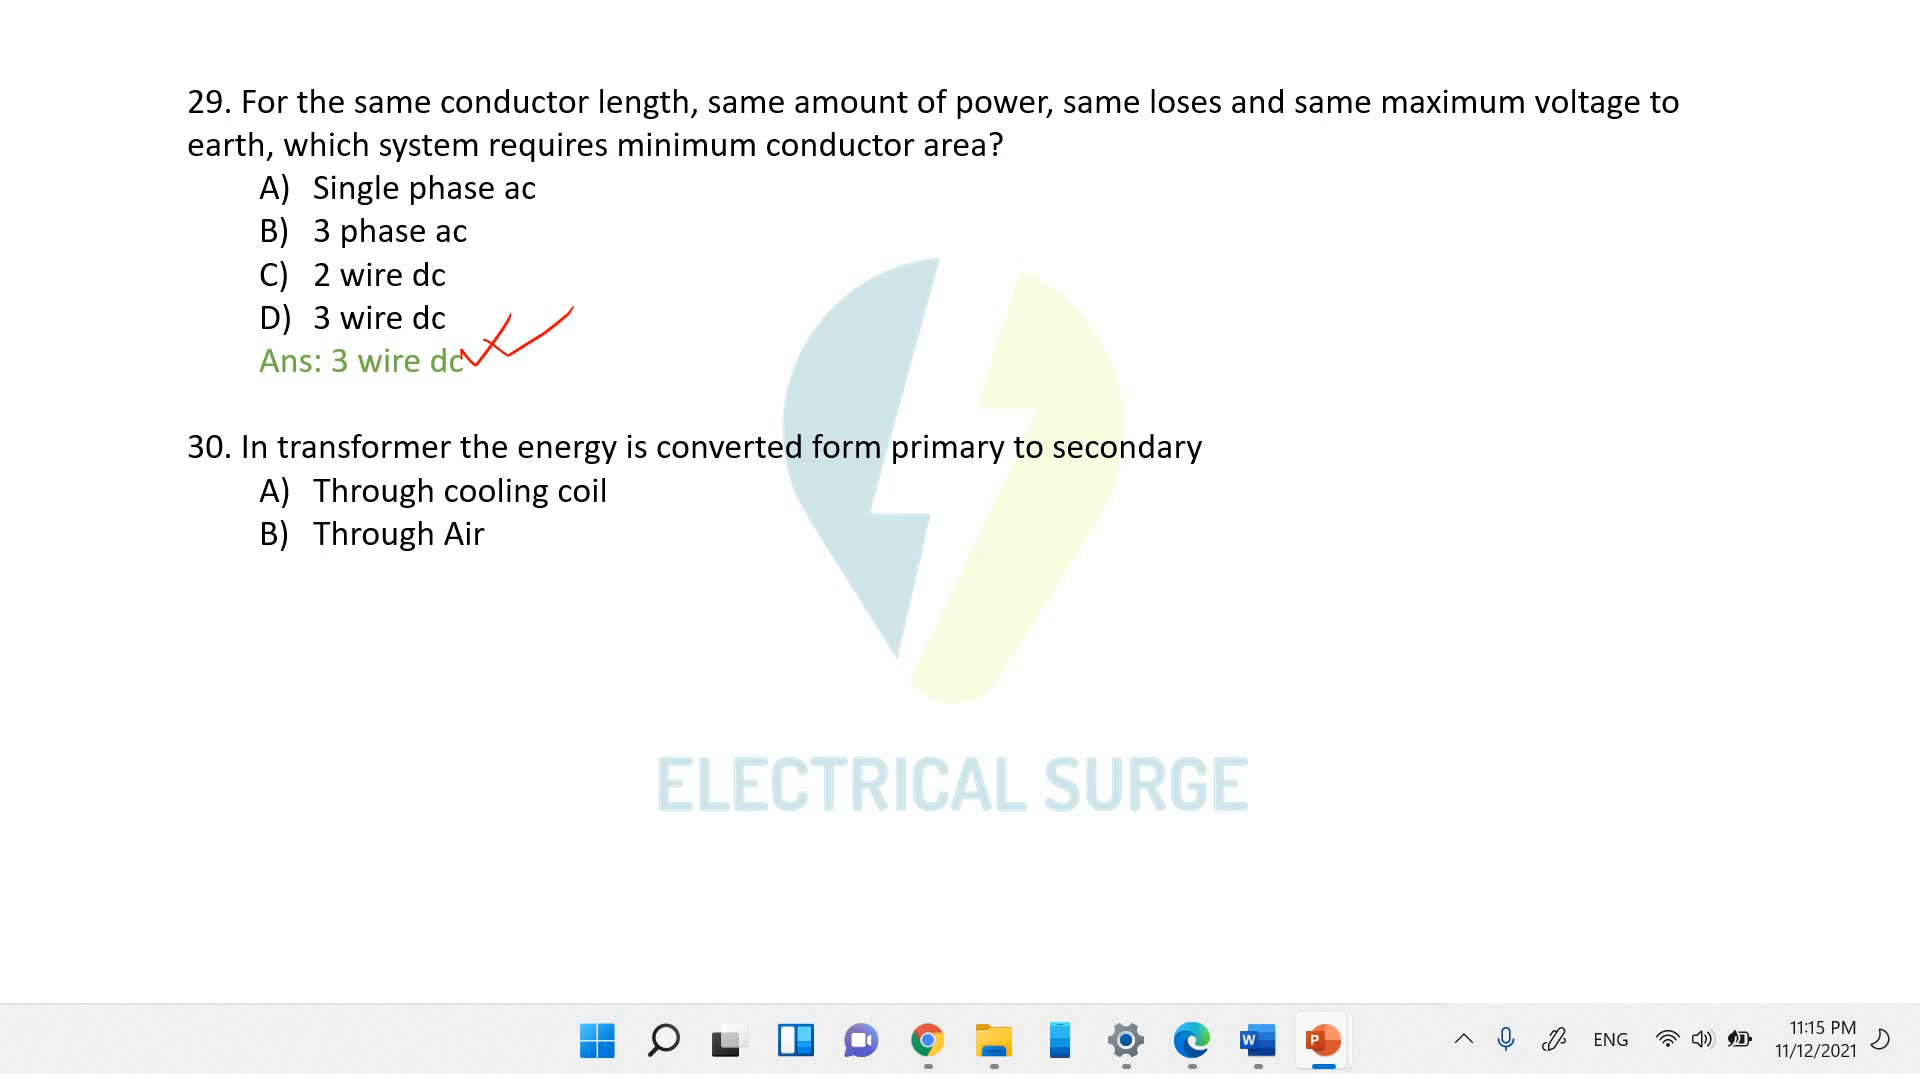 29. For the same conductor length, same amount of power, same loses and same maximum voltage to
earth, which system requires minimum conductor area?
A) Single phase ac
B) 3 phase ac
C) 2 wire dc
D) 3 wire dc
Ans: 3 wire dc
30. In transformer the energy is converted form primary to secondary
A) Through cooling coil
B) Through Air
ELECTRICAL SURGE
ENG
11:15 PM
11/12/2021